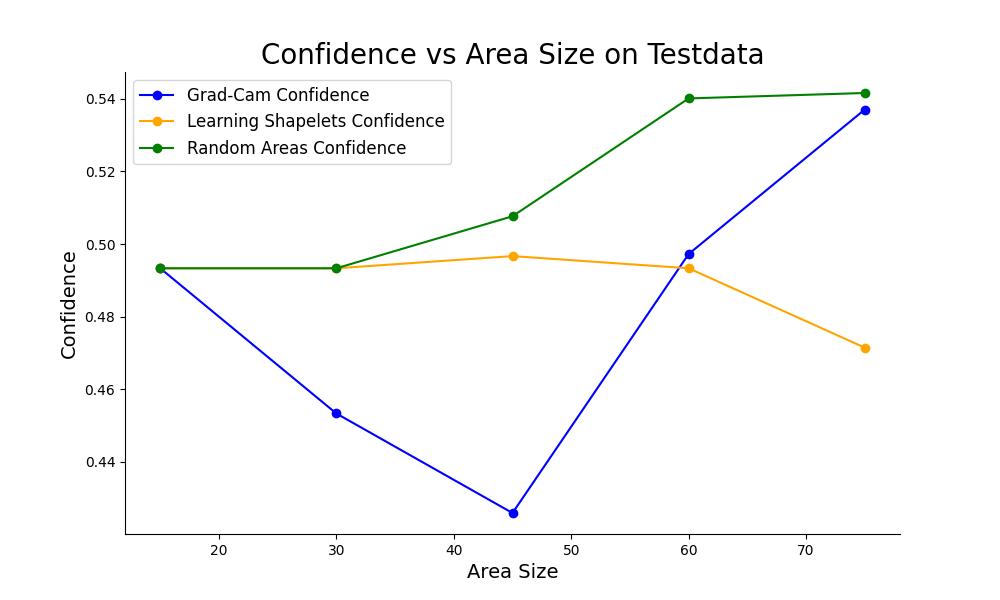 Confidence vs Area Size on Testdata
Grad-Cam Confidence
Learning Shapelets Confidence
Random Areas Confidence
0.54
0.52
0.50
0.48
0.46
0.44
Confidence
20 30 40 50 60 70
Area Size